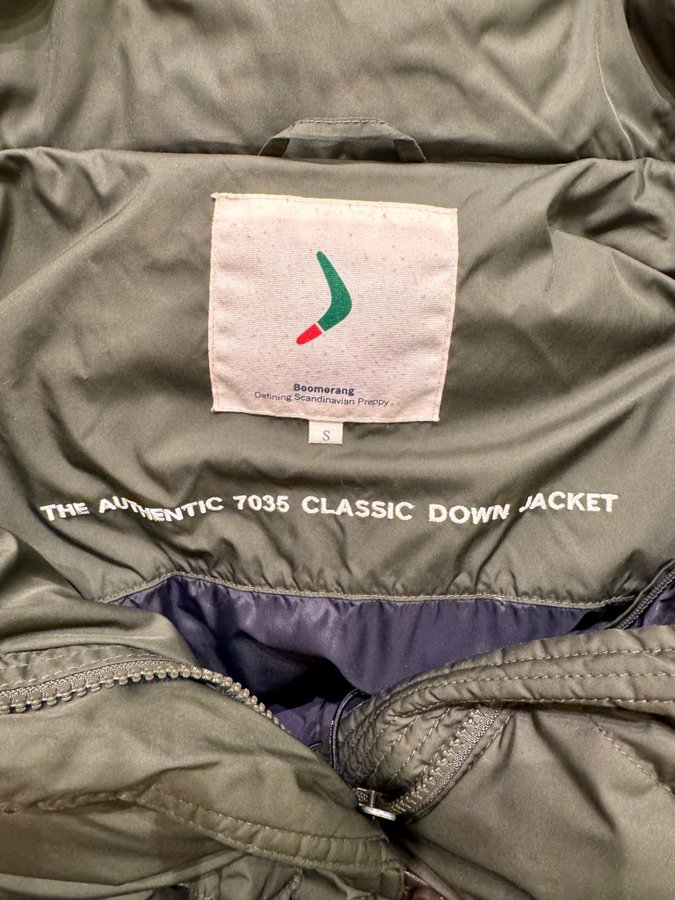 Boomerang
Defining Scandinavian Preppy
S
THE AUTHENTIC 7035 CLASSIC DOWN JACKET